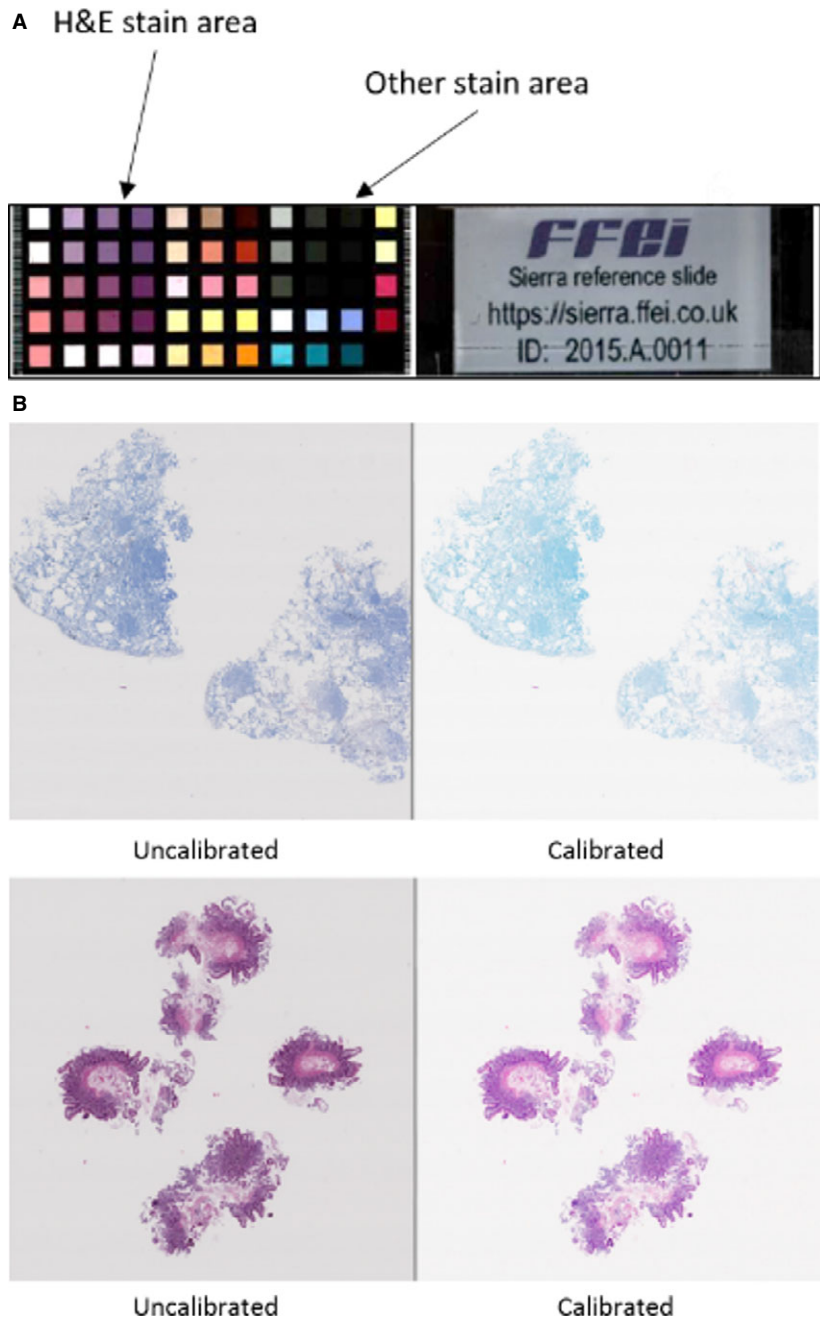 A
H&E stain area
Other stain area
FFEi
Sierra reference slide
https://sierra.ffei.co.uk
ID: 2015.A.0011
B
Uncalibrated
Calibrated
Uncalibrated
Calibrated